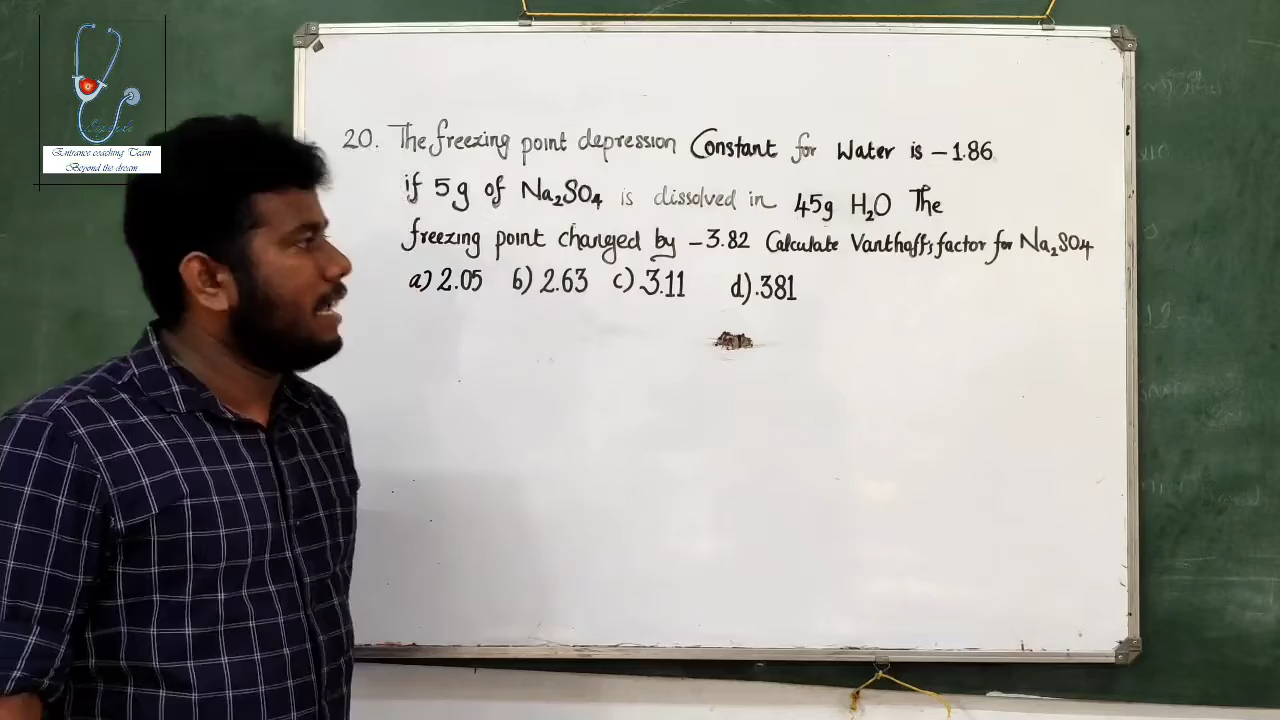 Entrance coaching Team
Beyond the dream
20. The freezing point depression Constant for Water is -1.86
if 5g of Na₂SO₄ is dissolved in 45g H₂O The
freezing point changed by -3.82 Calculate Vanthoff's factor for Na₂SO₄
a) 2.05 b) 2.63 c) 3.11 d) .381